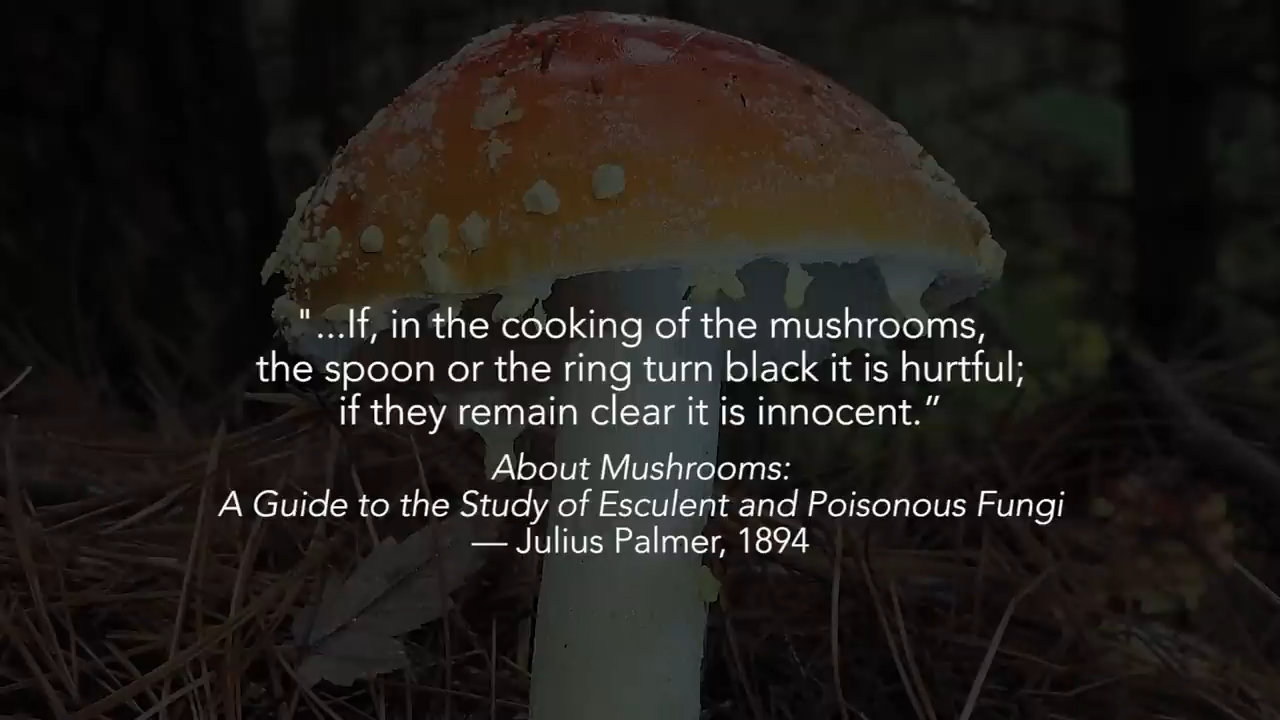 "...If, in the cooking of the mushrooms,
the spoon or the ring turn black it is hurtful;
if they remain clear it is innocent.”
About Mushrooms:
A Guide to the Study of Esculent and Poisonous Fungi
— Julius Palmer, 1894